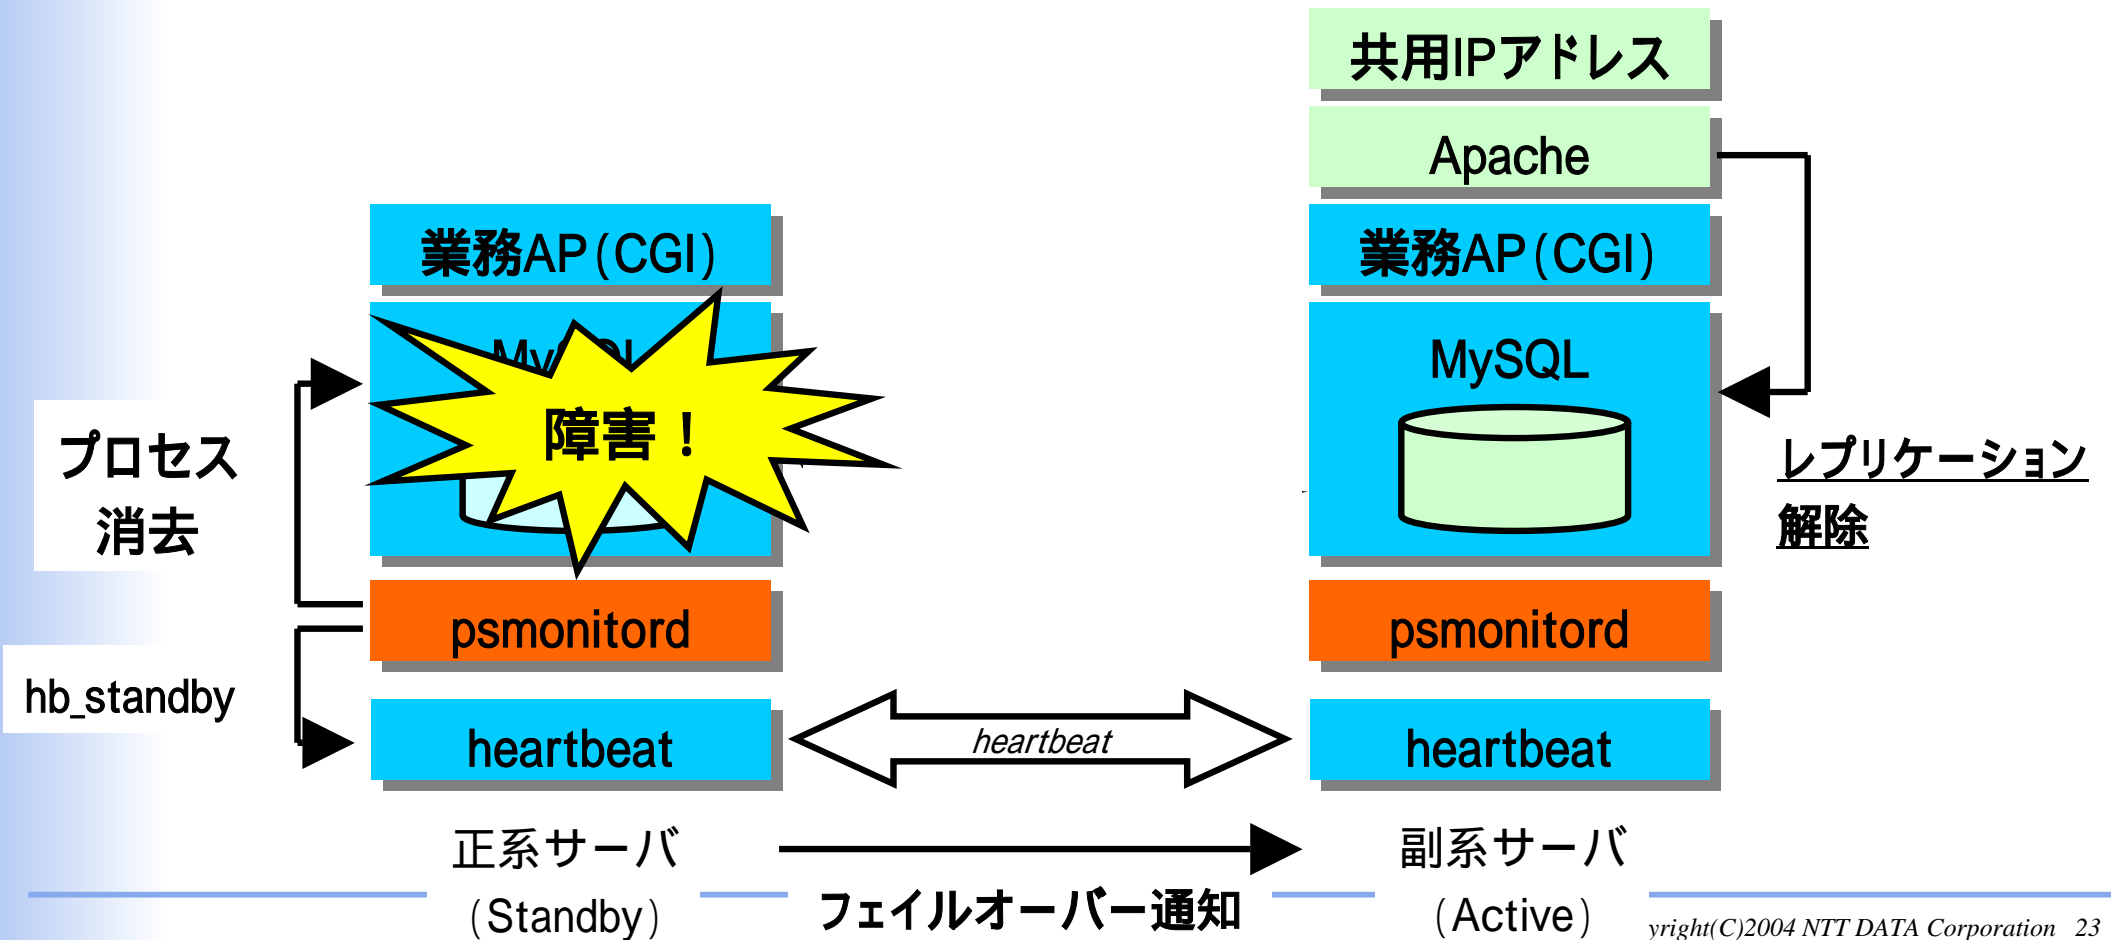 共用IPアドレス
Apache
業務AP(CGI)
業務AP(CGI)
MySQL
MySQL
障害！
プロセス
消去
レプリケーション
解除
psmonitord
psmonitord
hb_standby
heartbeat
heartbeat
heartbeat
正系サーバ
(Standby)
フェイルオーバー通知
副系サーバ
(Active)
yright(C)2004 NTT DATA Corporation 23